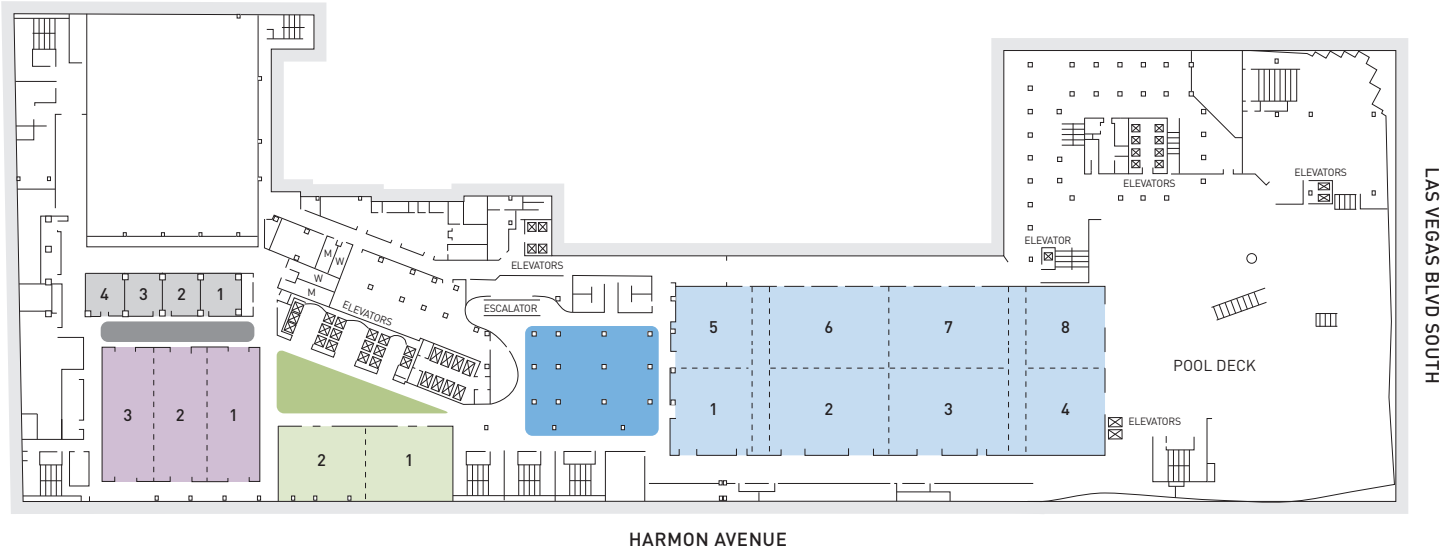 ELEVATORS
ELEVATORS
LAS VEGAS BLVD SOUTH
ELEVATOR
M
W
W
M
ELEVATORS
ELEVATORS
ESCALATOR
4 3 2 1
5 6 7 8
POOL DECK
3 2 1
1 2 3 4
ELEVATORS
2 1
HARMON AVENUE